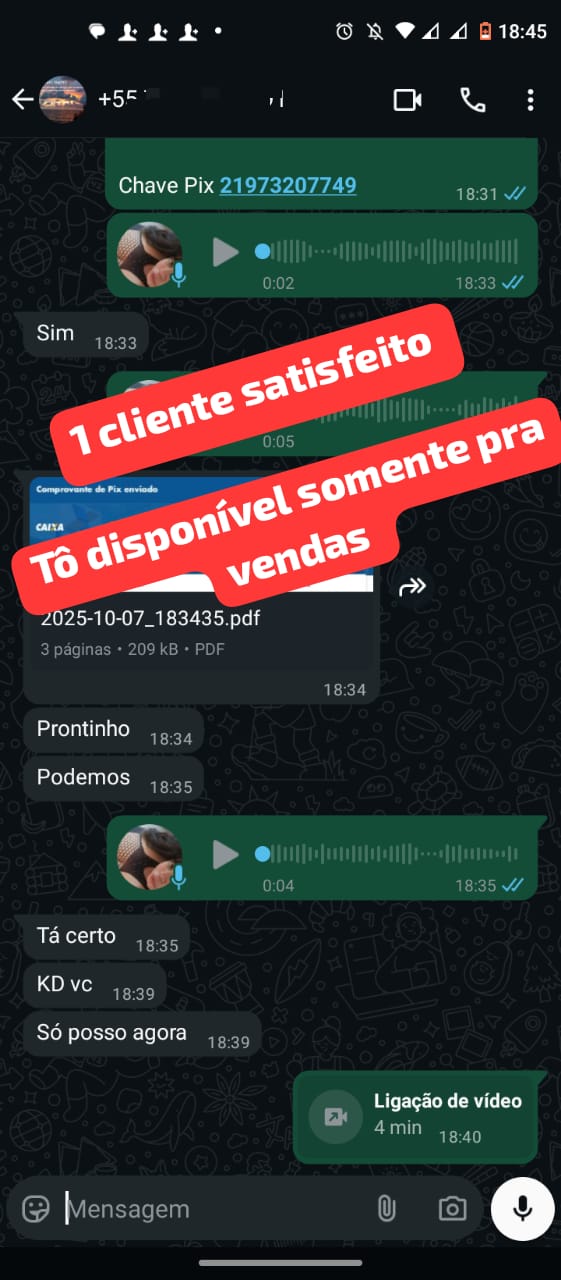 18:45
+55
Chave Pix 21973207749
18:31
0:02
18:33
Sim
18:33
1 cliente satisfeito
0:05
Comprovante de Pix enviado
CAIXA
Tô disponível somente pra
vendas
2025-10-07_183435.pdf
3 páginas • 209 kB • PDF
18:34
Prontinho
18:34
Podemos
18:35
0:04
18:35
Tá certo
18:35
KD vc
18:39
Só posso agora
18:39
Ligação de vídeo
4 min
18:40
Mensagem